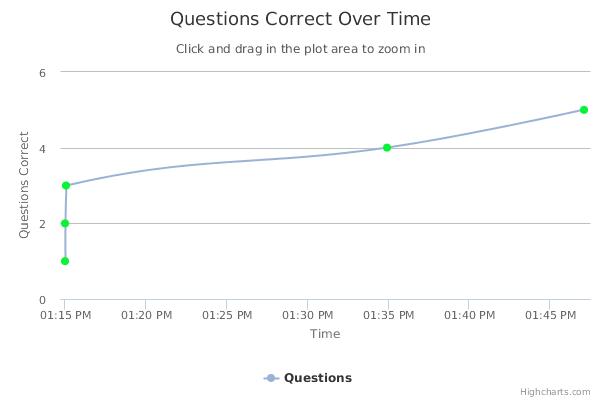 Questions Correct Over Time
Click and drag in the plot area to zoom in
Questions Correct
6
4
2
0
01:15 PM 01:20 PM 01:25 PM 01:30 PM 01:35 PM 01:40 PM 01:45 PM
Time
Questions
Highcharts.com